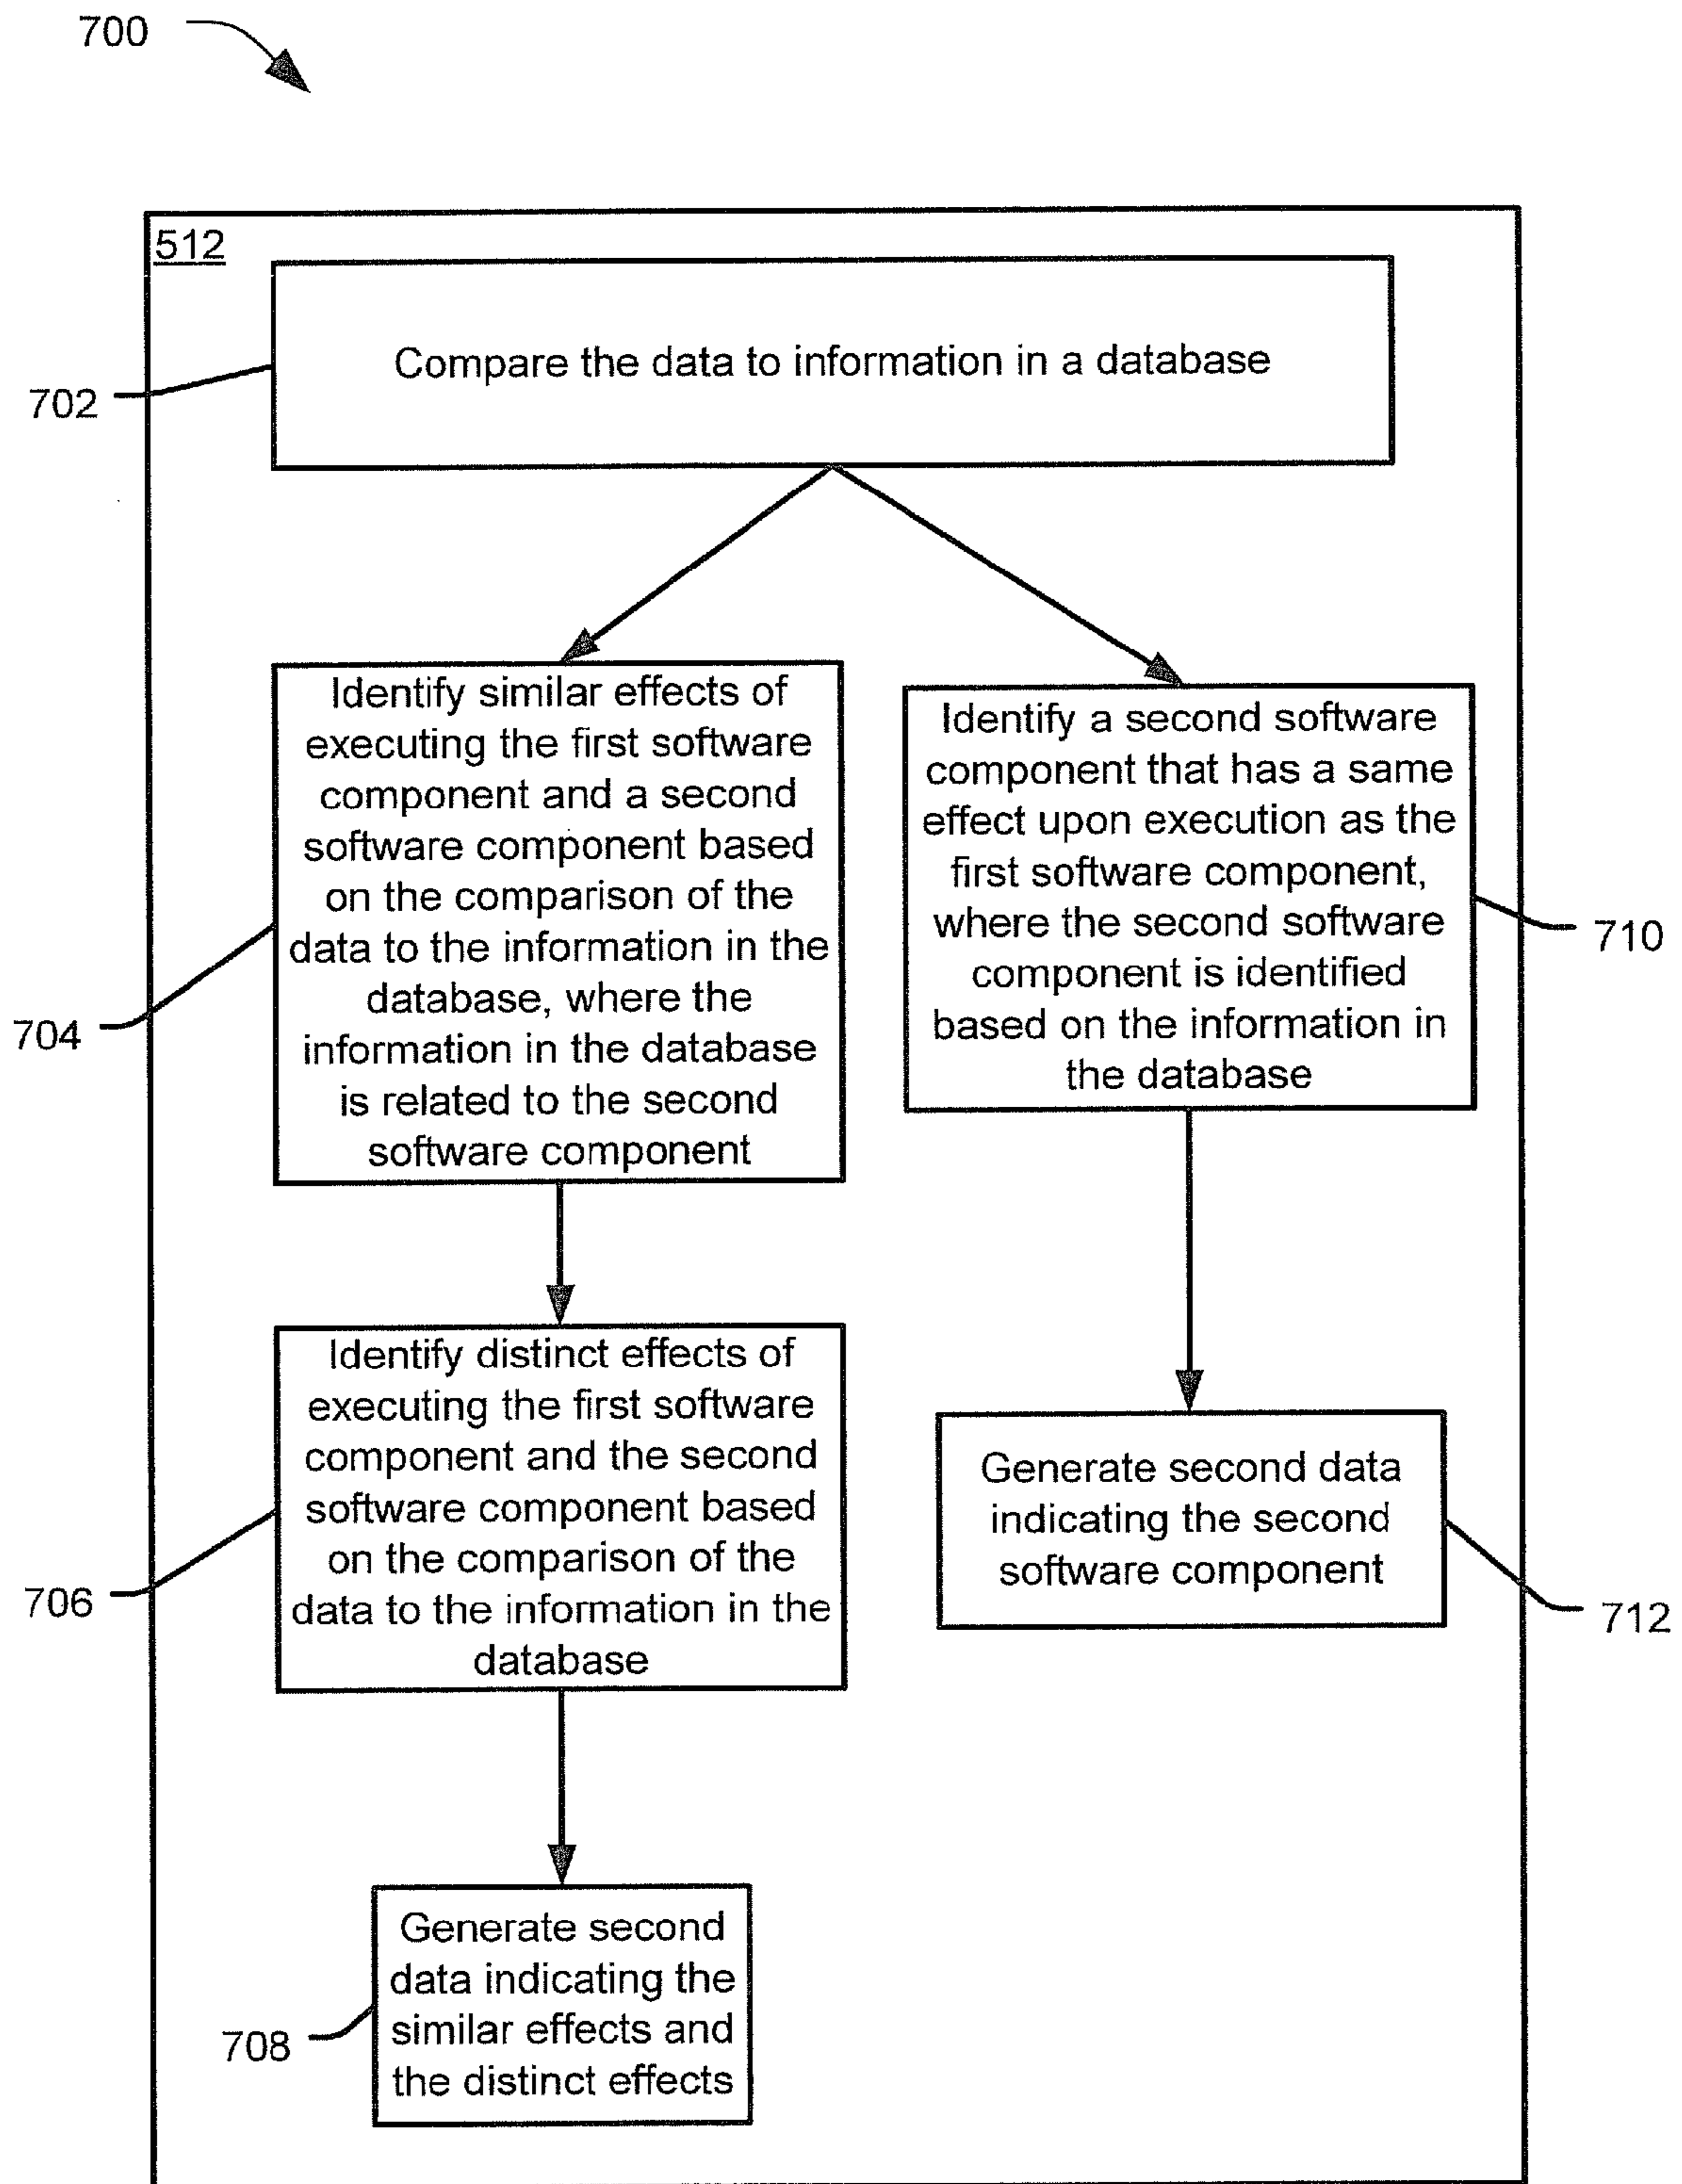 700
512
Compare the data to information in a database
702
Identify similar effects of
executing the first software
component and a second
software component based
on the comparison of the
data to the information in the
database, where the
information in the database
is related to the second
software component
704
Identify a second software
component that has a same
effect upon execution as the
first software component,
where the second software
component is identified
based on the information in
the database
710
Identify distinct effects of
executing the first software
component and the second
software component based
on the comparison of the
data to the information in the
database
706
Generate second data
indicating the second
software component
712
Generate second
data indicating the
similar effects and
the distinct effects
708